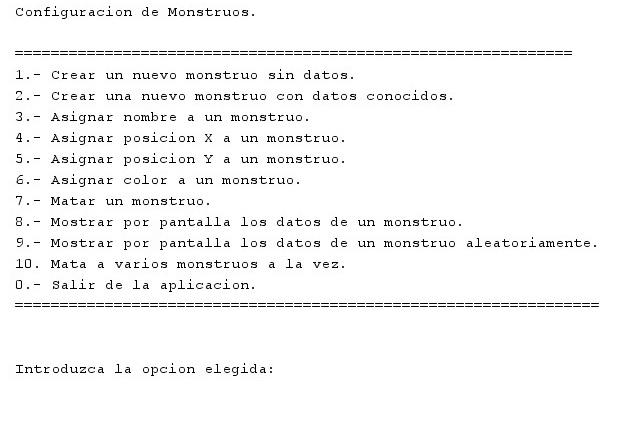 Configuracion de Monstruos.
==============================================================
1.- Crear un nuevo monstruo sin datos.
2.- Crear una nuevo monstruo con datos conocidos.
3.- Asignar nombre a un monstruo.
4.- Asignar posicion X a un monstruo.
5.- Asignar posicion Y a un monstruo.
6.- Asignar color a un monstruo.
7.- Matar un monstruo.
8.- Mostrar por pantalla los datos de un monstruo.
9.- Mostrar por pantalla los datos de un monstruo aleatoriamente.
10. Mata a varios monstruos a la vez.
0.- Salir de la aplicacion.
=================================================================
Introduzca la opcion elegida: